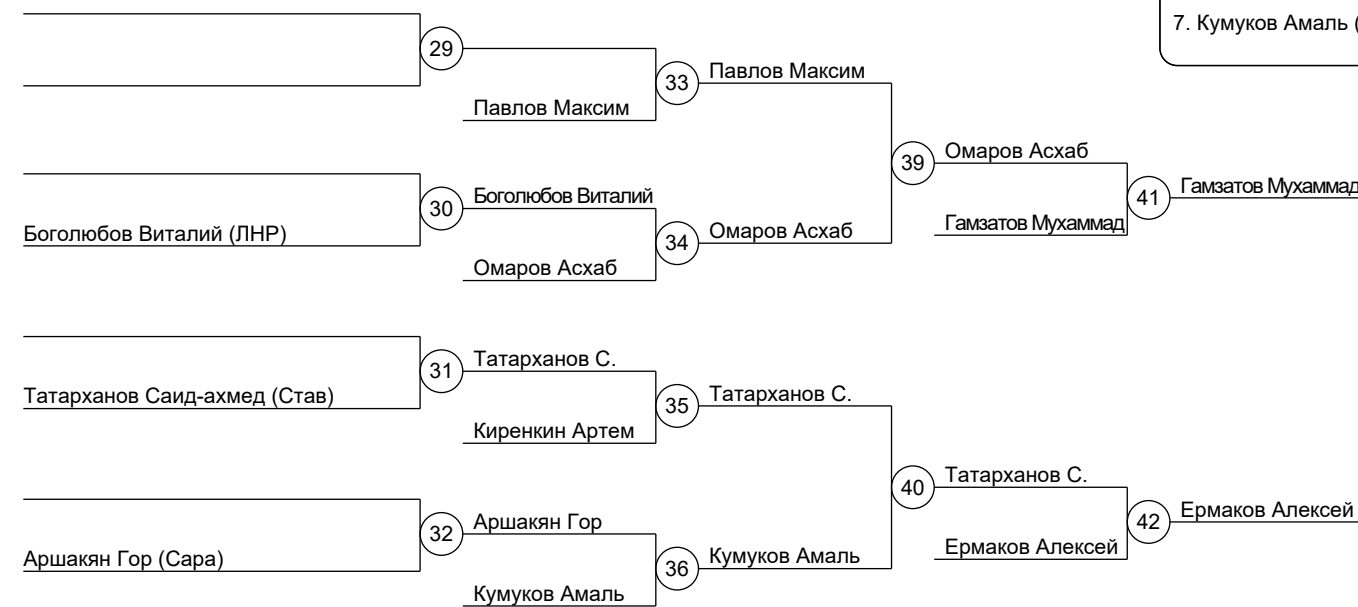 7. Кумуков Амаль (
29
33
Павлов Максим
Павлов Максим
39
Омаров Асхаб
41
Гамзатов Мухаммад
Гамзатов Мухаммад
30
Боголюбов Виталий
Боголюбов Виталий (ЛНР)
34
Омаров Асхаб
Омаров Асхаб
31
Татарханов С.
Татарханов Саид-ахмед (Став)
35
Татарханов С.
Киренкин Артем
40
Татарханов С.
42
Ермаков Алексей
Ермаков Алексей
32
Аршакян Гор
Аршакян Гор (Сара)
36
Кумуков Амаль
Кумуков Амаль